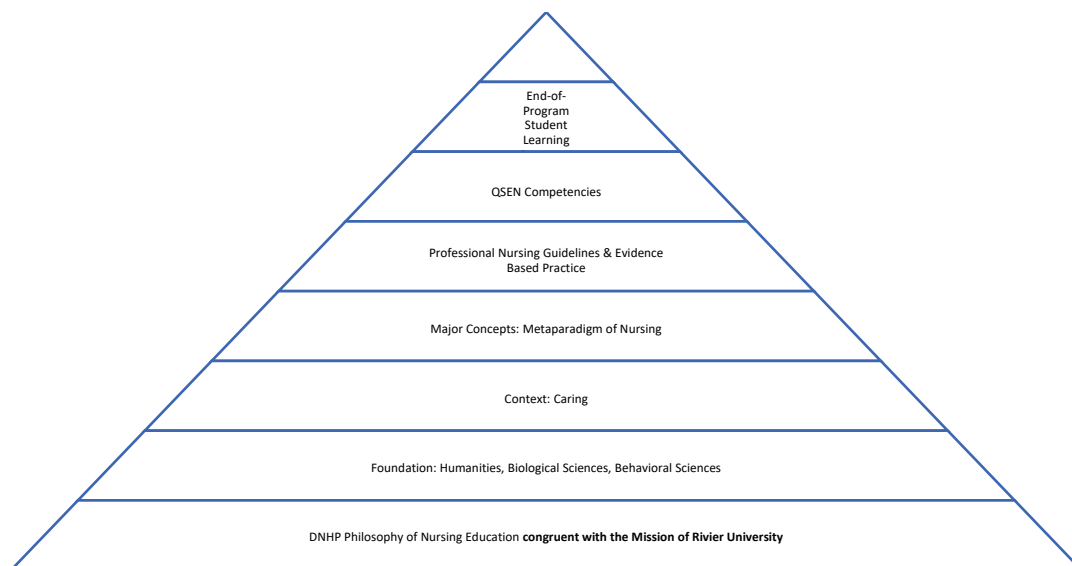 End-of-
Program
Student
Learning
QSEN Competencies
Professional Nursing Guidelines & Evidence
Based Practice
Major Concepts: Metaparadigm of Nursing
Context: Caring
Foundation: Humanities, Biological Sciences, Behavioral Sciences
DNHP Philosophy of Nursing Education congruent with the Mission of Rivier University